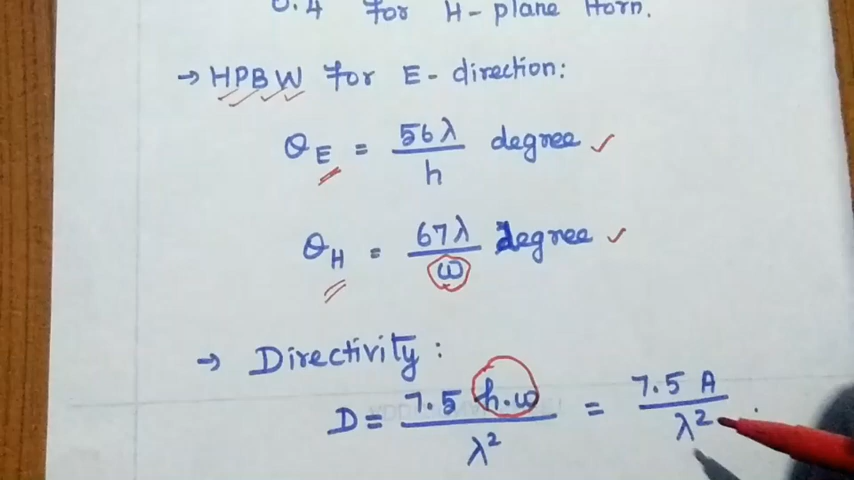 0.4 for H-plane Horn.
→ HPBW for E-direction:
θE = 56λ/h degree ✓
θH = 67λ/ω degree ✓
→ Directivity:
D = 7.5 h.ω/λ² = 7.5 A/λ²